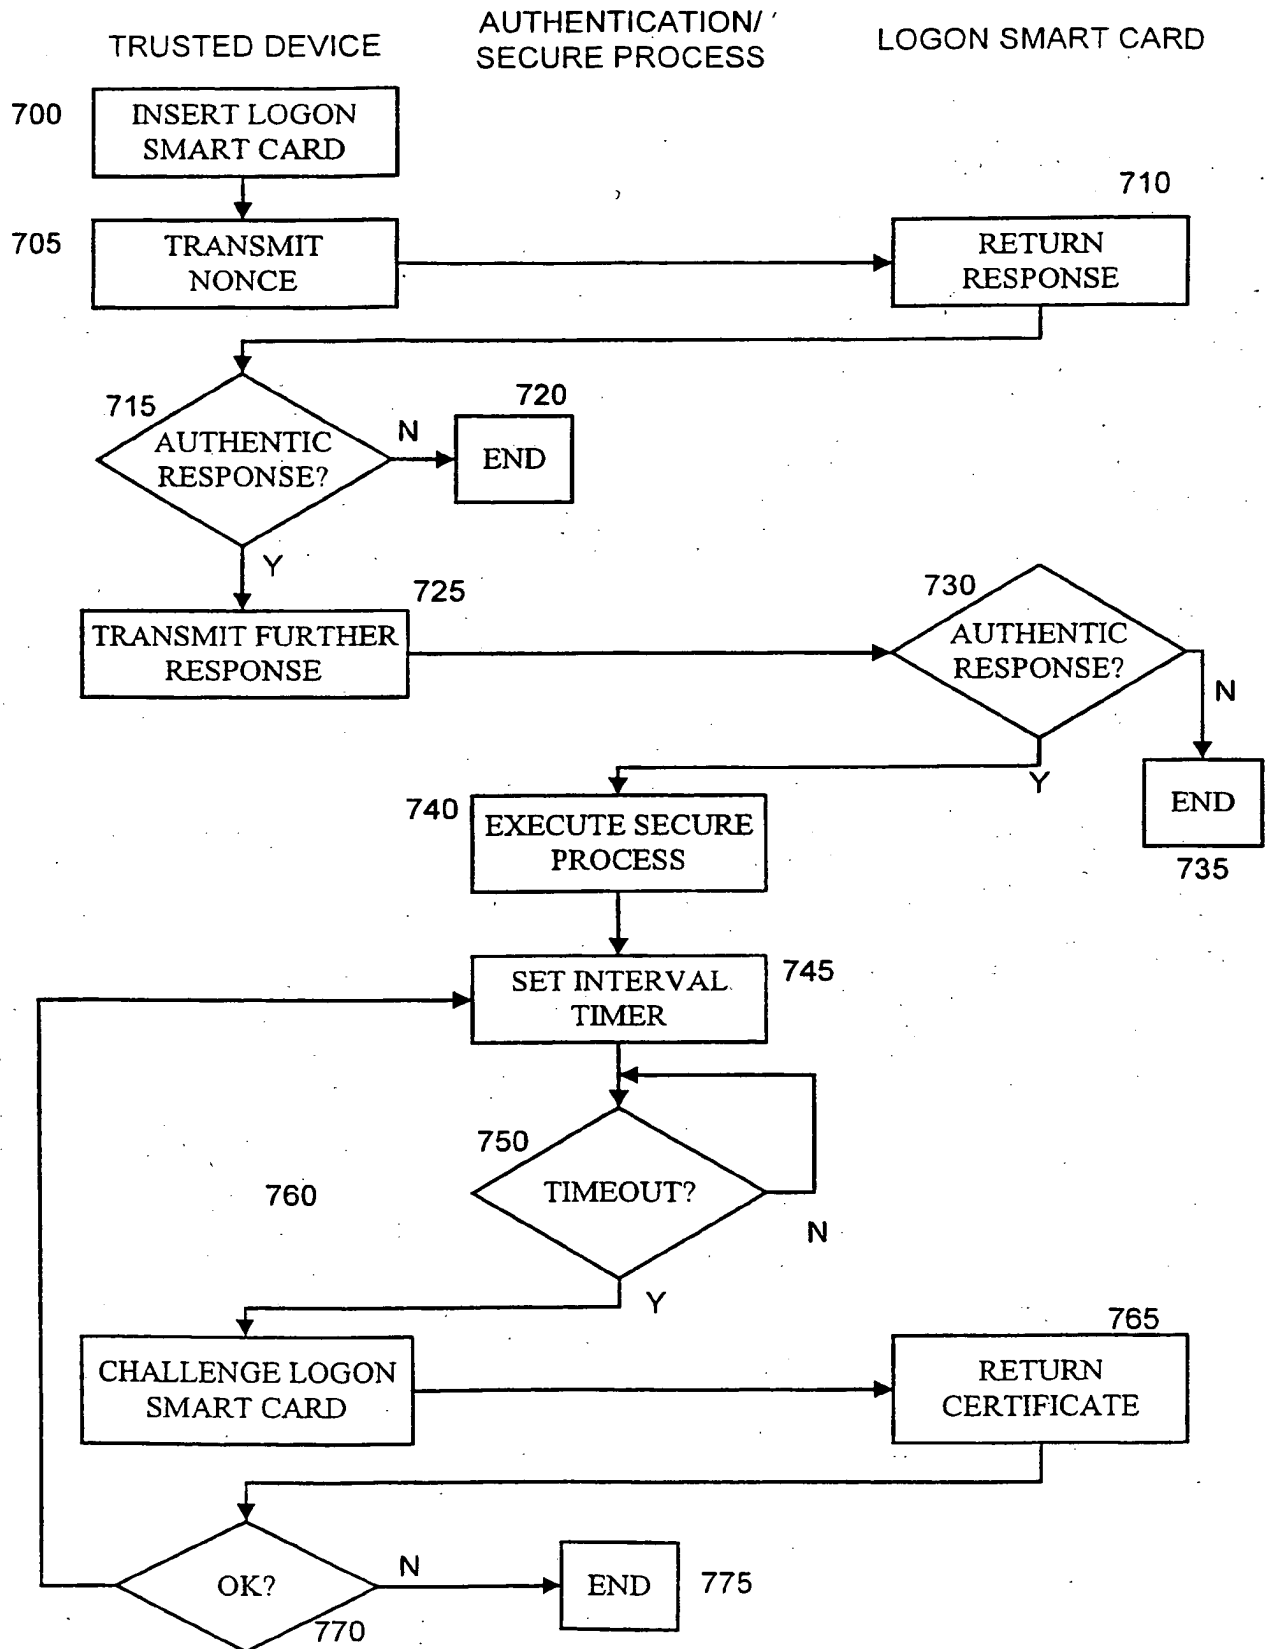 TRUSTED DEVICE
AUTHENTICATION/
SECURE PROCESS
LOGON SMART CARD
700
INSERT LOGON
SMART CARD
705
TRANSMIT
NONCE
710
RETURN
RESPONSE
715
AUTHENTIC
RESPONSE?
N
720
END
Y
725
TRANSMIT FURTHER
RESPONSE
730
AUTHENTIC
RESPONSE?
N
Y
END
735
740
EXECUTE SECURE
PROCESS
SET INTERVAL
TIMER
745
750
TIMEOUT?
N
Y
760
CHALLENGE LOGON
SMART CARD
765
RETURN
CERTIFICATE
OK?
770
N
END
775